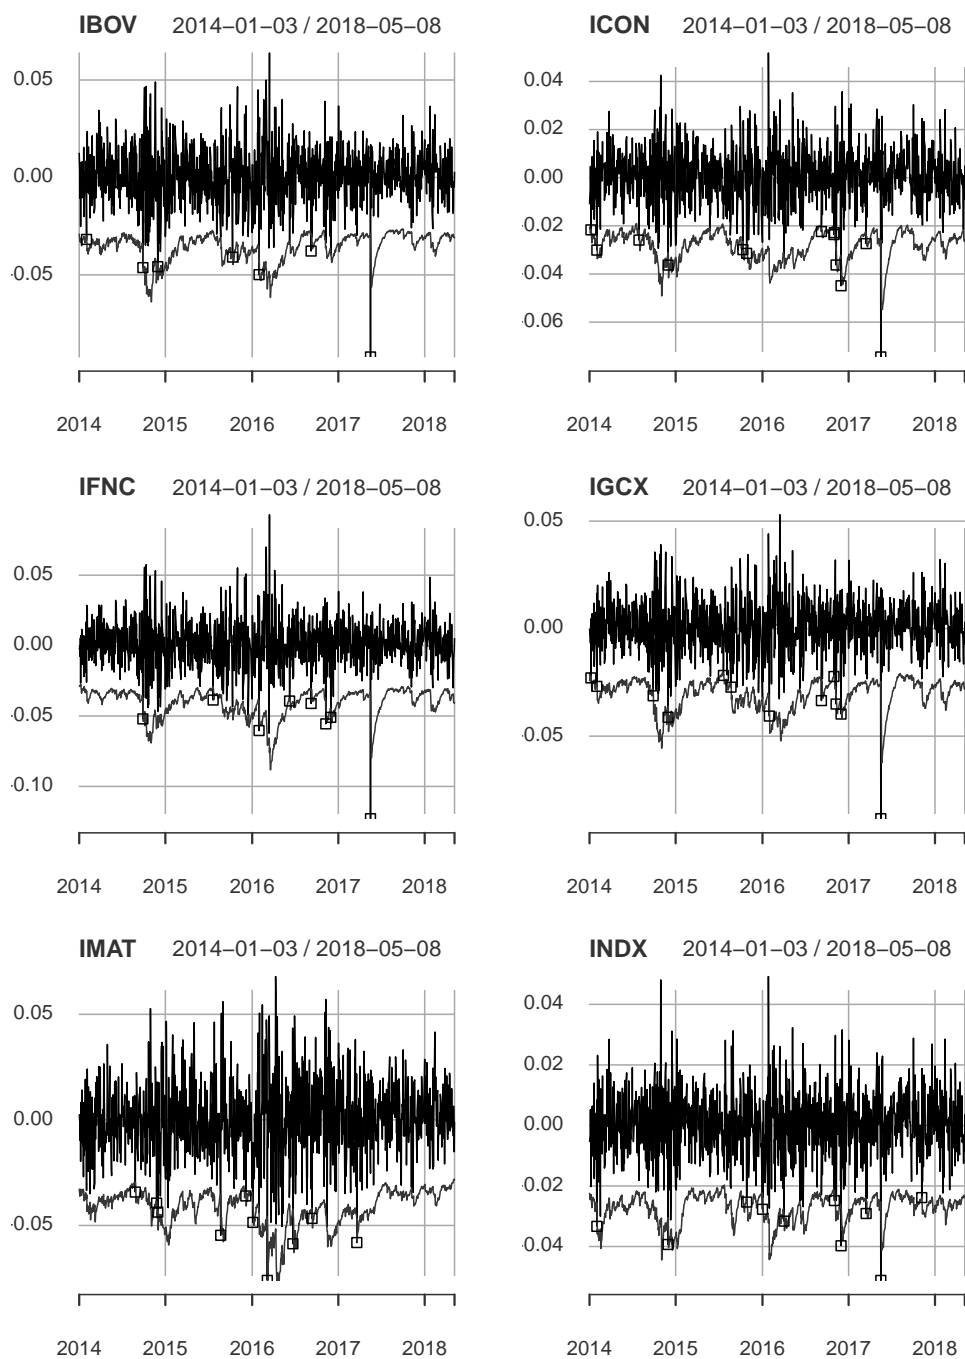 IBOV 2014−01−03 / 2018−05−08
0.05
0.00
-0.05
2014 2015 2016 2017 2018
ICON 2014−01−03 / 2018−05−08
0.04
0.02
0.00
-0.02
-0.04
-0.06
2014 2015 2016 2017 2018
IFNC 2014−01−03 / 2018−05−08
0.05
0.00
-0.05
-0.10
2014 2015 2016 2017 2018
IGCX 2014−01−03 / 2018−05−08
0.05
0.00
-0.05
2014 2015 2016 2017 2018
IMAT 2014−01−03 / 2018−05−08
0.05
0.00
-0.05
2014 2015 2016 2017 2018
INDX 2014−01−03 / 2018−05−08
0.04
0.02
0.00
-0.02
-0.04
2014 2015 2016 2017 2018